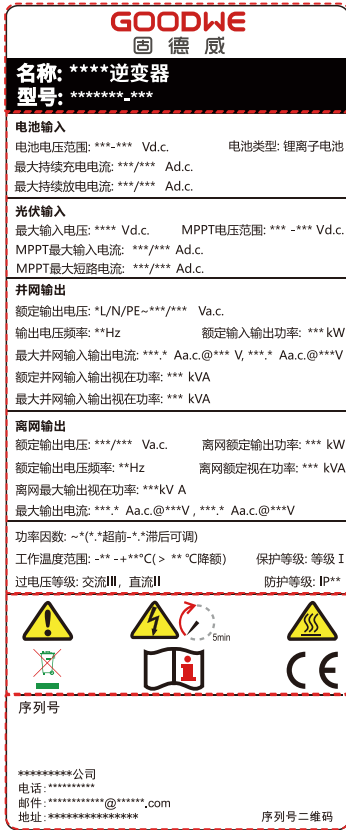 GOODWE
固德威
名称: ****逆变器
型号: *******-***
电池输入
电池电压范围: ***-*** Vd.c. 电池类型: 锂离子电池
最大持续充电电流: ***/*** Ad.c.
最大持续放电电流: ***/*** Ad.c.
光伏输入
最大输入电压: **** Vd.c. MPPT电压范围: *** -*** Vd.c.
MPPT最大输入电流: ***/*** Ad.c.
MPPT最大短路电流: ***/*** Ad.c.
并网输出
额定输出电压: *L/N/PE~***/*** Va.c.
输出电压频率: **Hz 额定输入输出功率: *** kW
最大并网输入输出电流: ***.* Aa.c.@*** V, ***.* Aa.c.@***V
额定并网输入输出视在功率: *** kVA
最大并网输入输出视在功率: *** kVA
离网输出
额定输出电压: ***/*** Va.c. 离网额定输出功率: *** kW
额定输出电压频率: **Hz 离网额定视在功率: *** kVA
离网最大输出视在功率: ***kV A
最大输出电流: ***.* Aa.c.@***V , ***.* Aa.c.@***V
功率因数: ~*(*.*超前-*.*滞后可调)
工作温度范围: -** -+**°C(> ** °C降额) 保护等级: 等级 I
过电压等级: 交流III, 直流II 防护等级: IP**
5min
CE
序列号
*********公司
电话: **********
邮件: ************@******.com
地址: ***************
序列号二维码